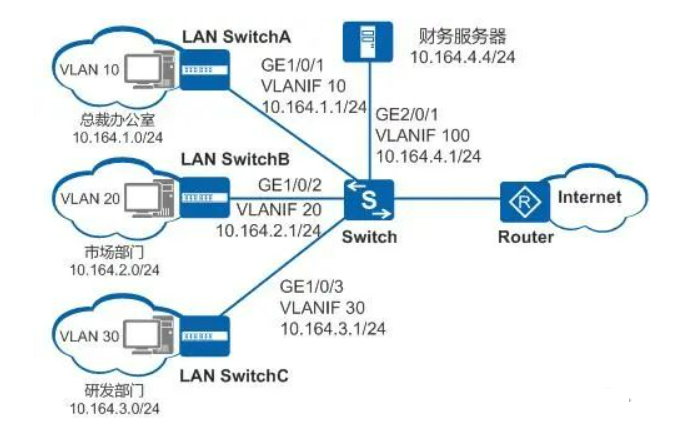 LAN SwitchA
VLAN 10
总裁办公室
10.164.1.0/24
GE1/0/1
VLANIF 10
10.164.1.1/24
财务服务器
10.164.4.4/24
GE2/0/1
VLANIF 100
10.164.4.1/24
LAN SwitchB
VLAN 20
市场部门
10.164.2.0/24
GE1/0/2
VLANIF 20
10.164.2.1/24
S
Switch
R
Router
Internet
GE1/0/3
VLANIF 30
10.164.3.1/24
VLAN 30
LAN SwitchC
研发部门
10.164.3.0/24